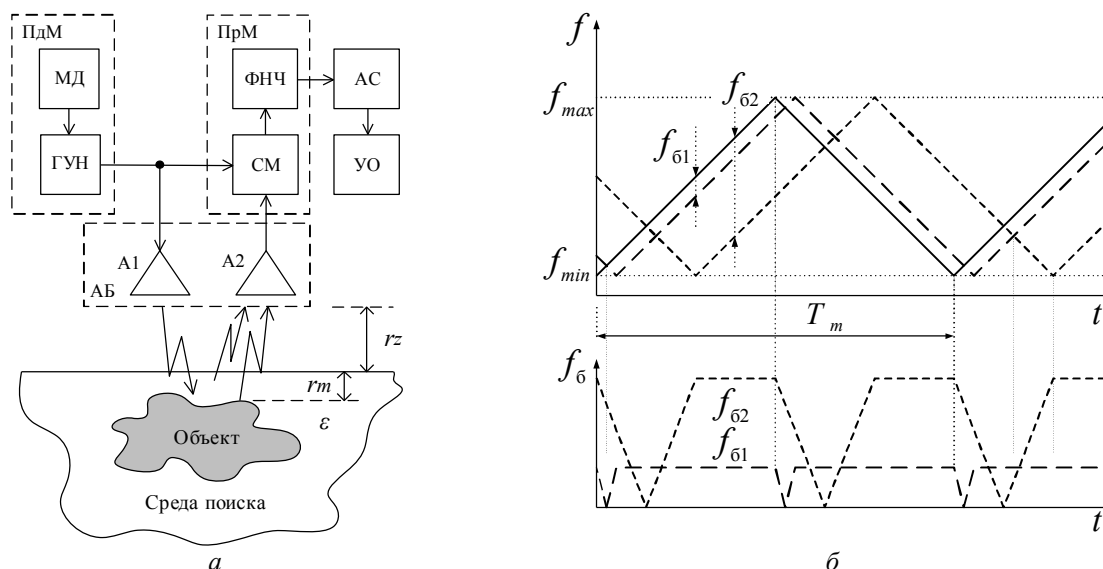 ПдМ
ПрМ
МД
ФНЧ
АС
ГУН
СМ
УО
А1
А2
АБ
rz
rm
ε
Объект
Среда поиска
а
f
fmax
fб2
fб1
fmin
t
Tm
fб
fб2
fб1
t
б